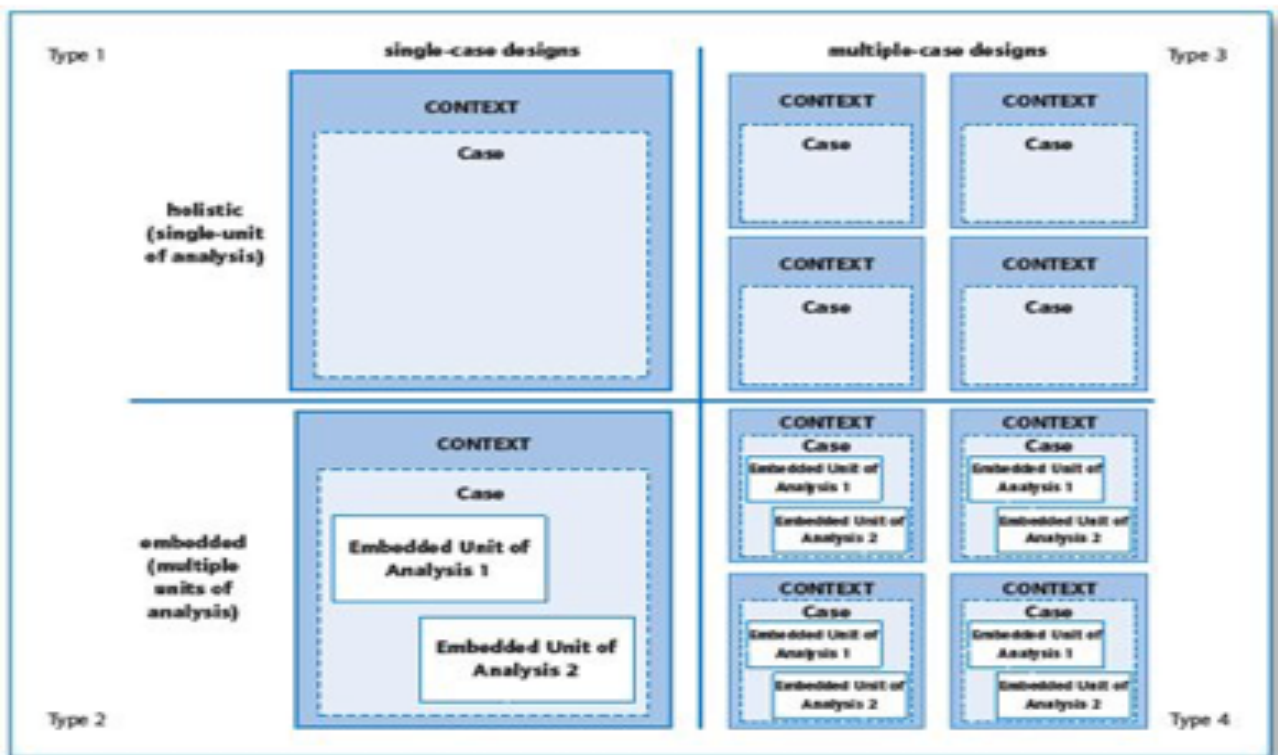 Type 1
single-case designs
multiple-case designs
Type 3
CONTEXT
Case
CONTEXT
Case
CONTEXT
Case
holistic
(single-unit
of analysis)
CONTEXT
Case
CONTEXT
Case
CONTEXT
Case
Embedded Unit of
Analysis 1
Embedded Unit of
Analysis 2
embedded
(multiple
units of
analysis)
CONTEXT
Case
Embedded Unit of
Analysis 1
Embedded Unit of
Analysis 2
CONTEXT
Case
Embedded Unit of
Analysis 1
Embedded Unit of
Analysis 2
CONTEXT
Case
Embedded Unit of
Analysis 1
Embedded Unit of
Analysis 2
CONTEXT
Case
Embedded Unit of
Analysis 1
Embedded Unit of
Analysis 2
Type 2
Type 4